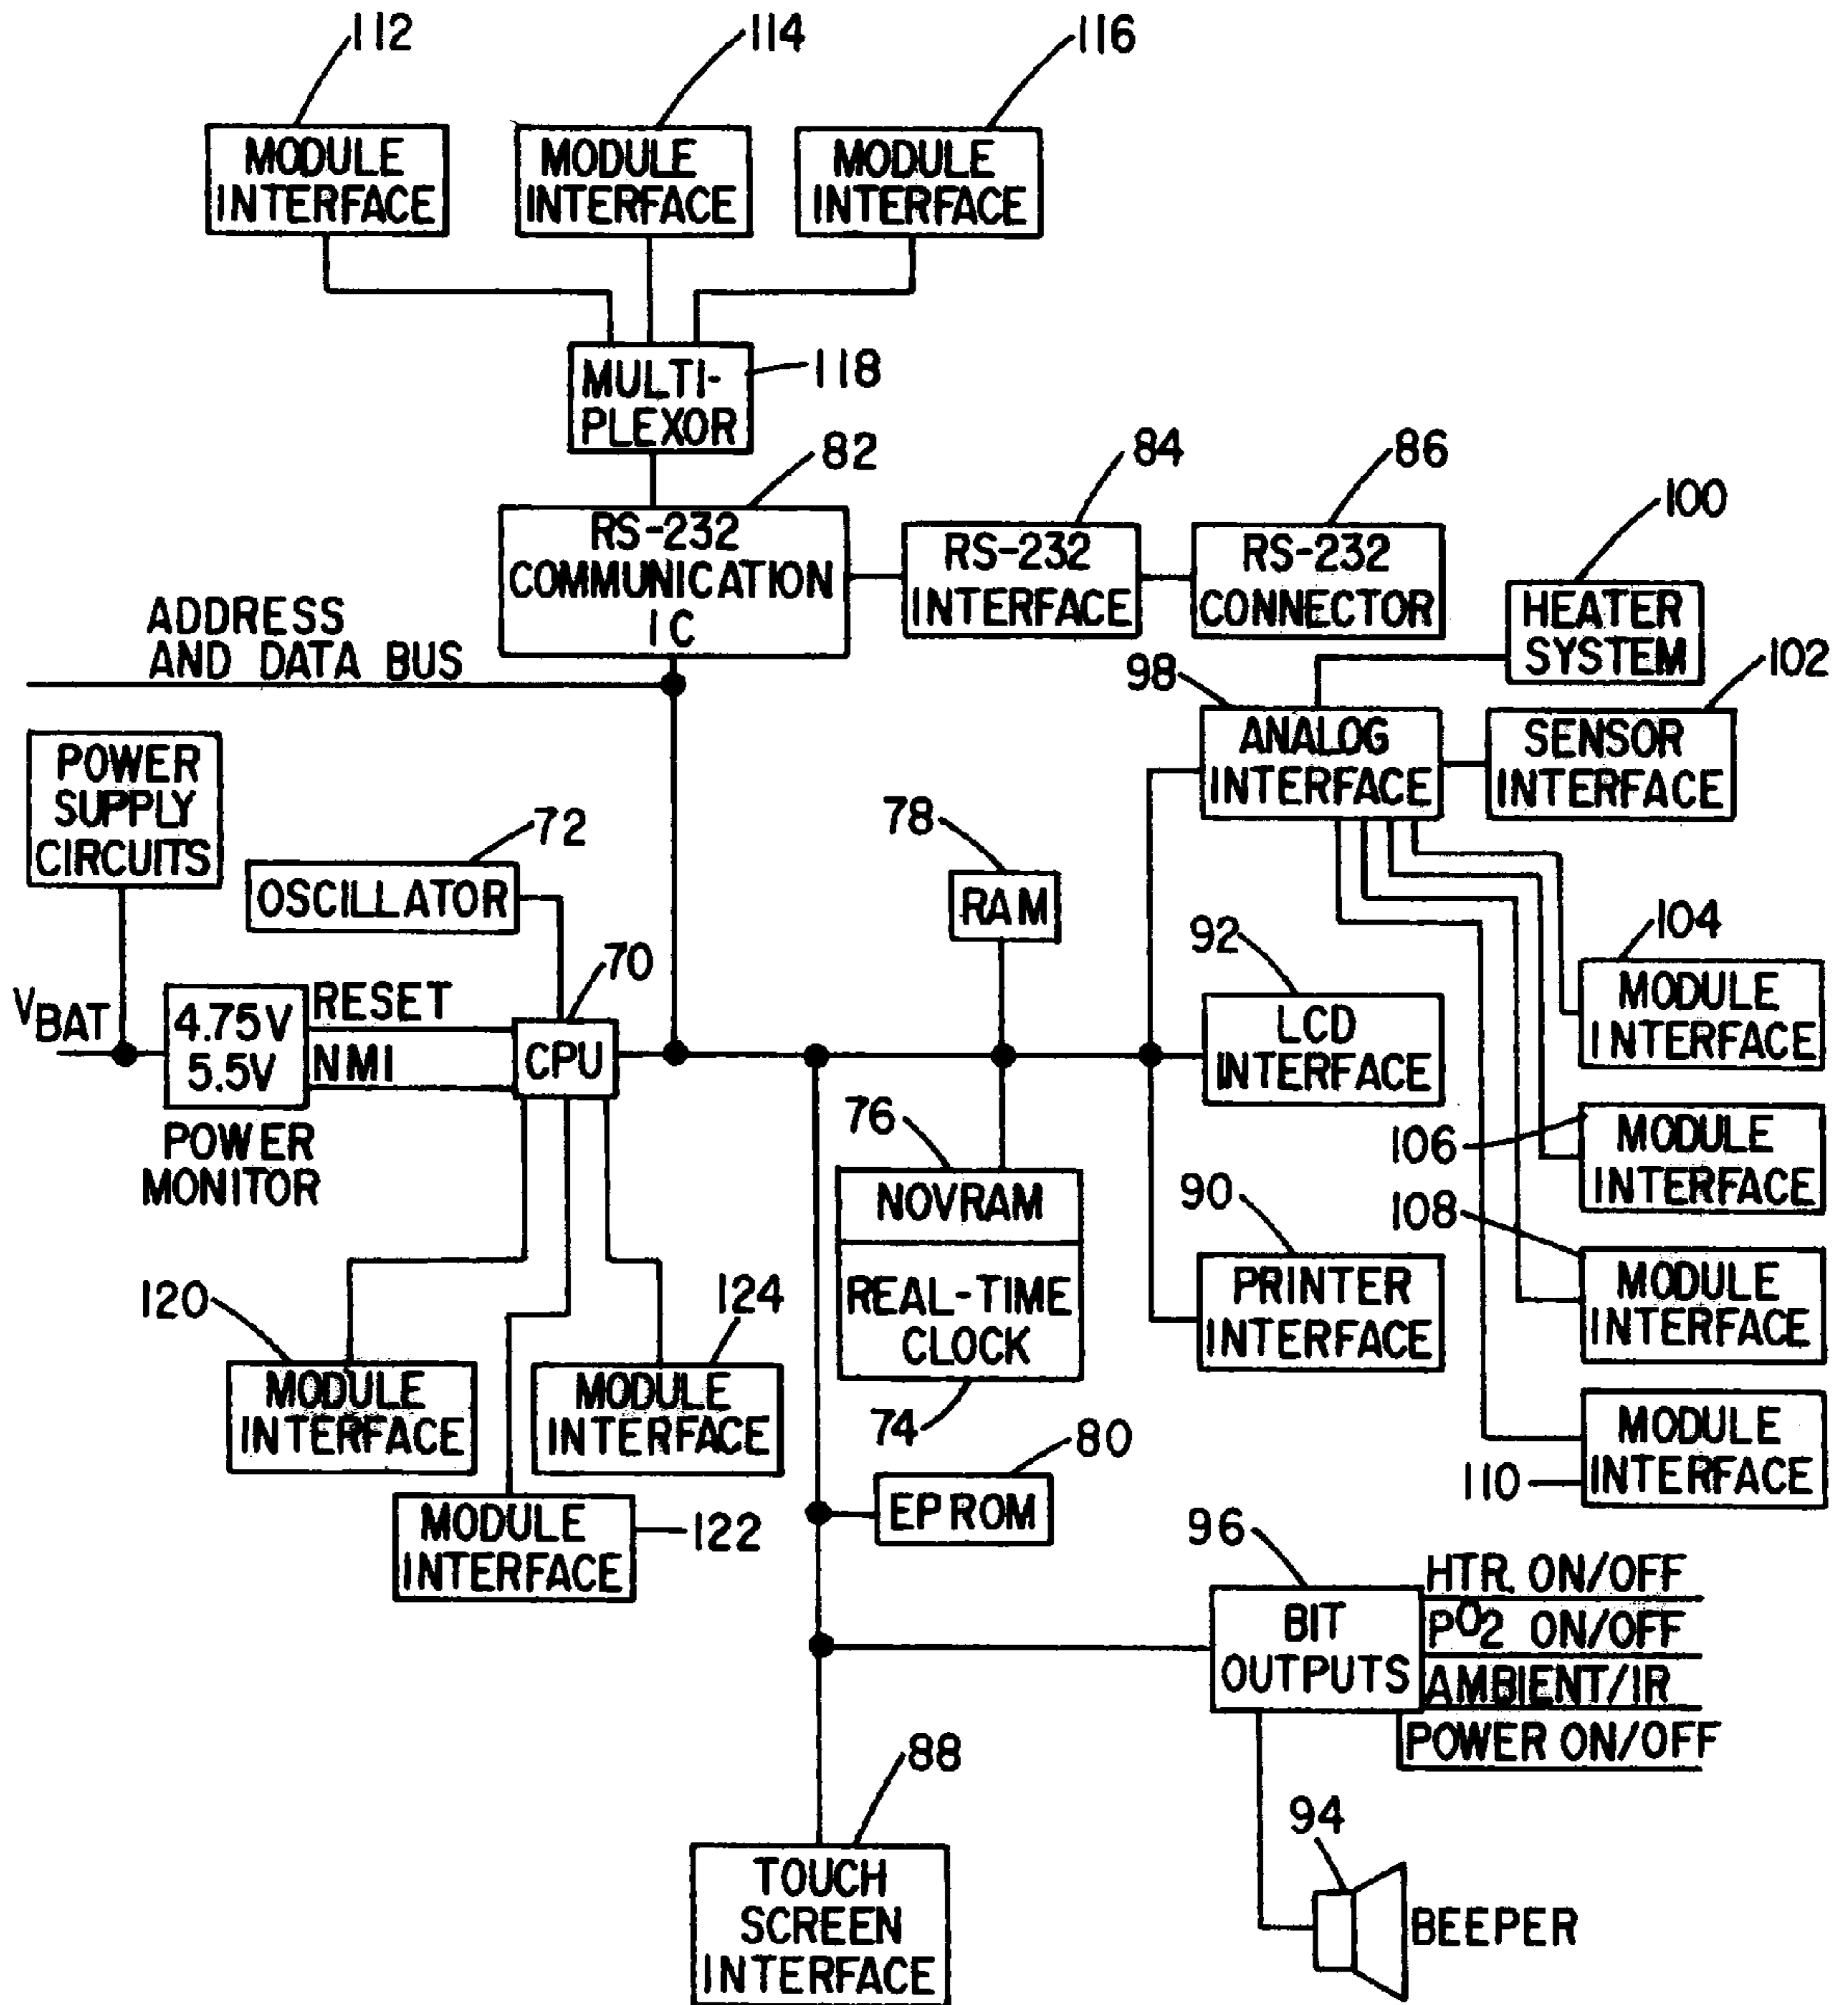 112
114
116
MODULE
INTERFACE
MODULE
INTERFACE
MODULE
INTERFACE
MULTI-
PLEXOR
118
82
84
86
100
RS-232
COMMUNICATION
IC
RS-232
INTERFACE
RS-232
CONNECTOR
HEATER
SYSTEM
ADDRESS
AND DATA BUS
98
102
ANALOG
INTERFACE
SENSOR
INTERFACE
POWER
SUPPLY
CIRCUITS
72
OSCILLATOR
78
RAM
70
92
104
VBAT
4.75V
5.5V
RESET
NMI
CPU
LCD
INTERFACE
MODULE
INTERFACE
POWER
MONITOR
76
NOVRAM
REAL-TIME
CLOCK
74
90
PRINTER
INTERFACE
106
MODULE
INTERFACE
108
MODULE
INTERFACE
110
MODULE
INTERFACE
120
124
MODULE
INTERFACE
MODULE
INTERFACE
MODULE
INTERFACE
122
80
EPROM
96
BIT
OUTPUTS
HTR. ON/OFF
PO2 ON/OFF
AMBIENT/IR
POWER ON/OFF
88
TOUCH
SCREEN
INTERFACE
94
BEEPER